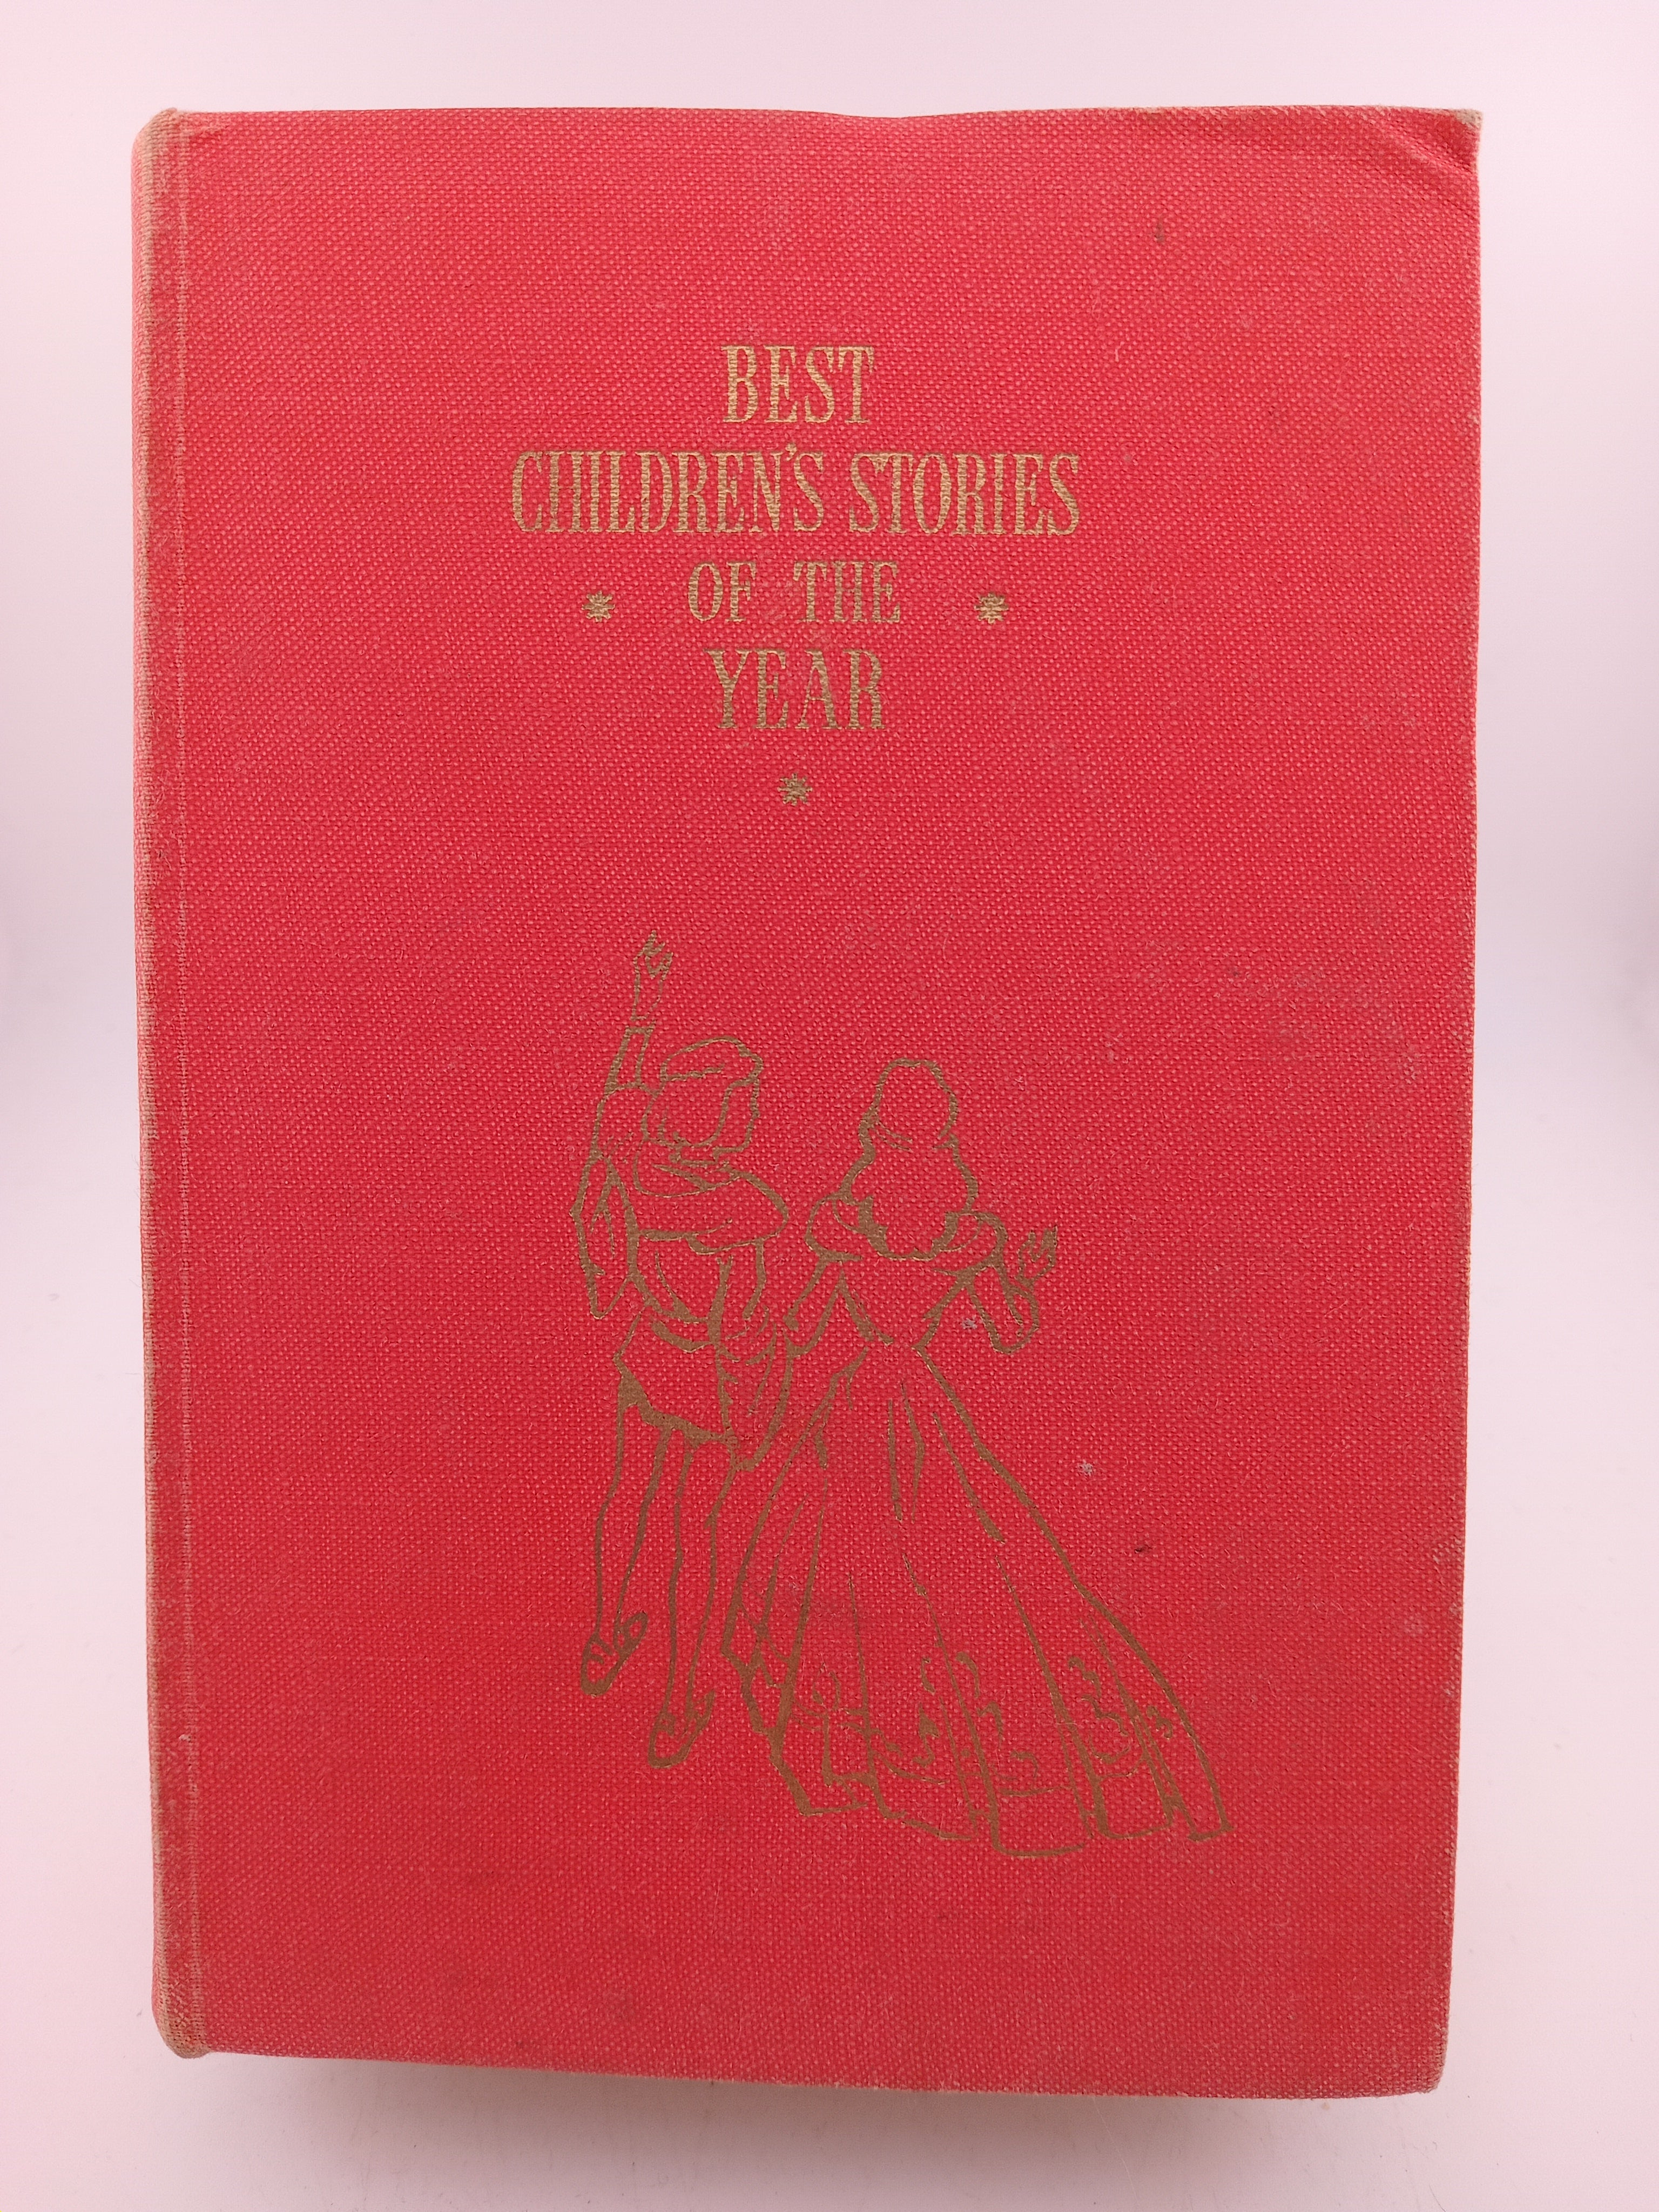 BEST
CHILDREN'S STORIES
OF THE
YEAR